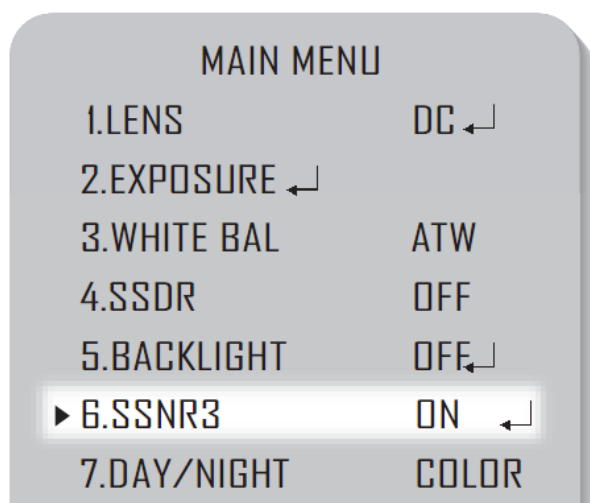 MAIN MENU
1.LENS DC ↲
2.EXPOSURE ↲
3.WHITE BAL ATW
4.SSDR OFF
5.BACKLIGHT OFF ↲
▶ 6.SSNR3 ON ↲
7.DAY/NIGHT COLOR